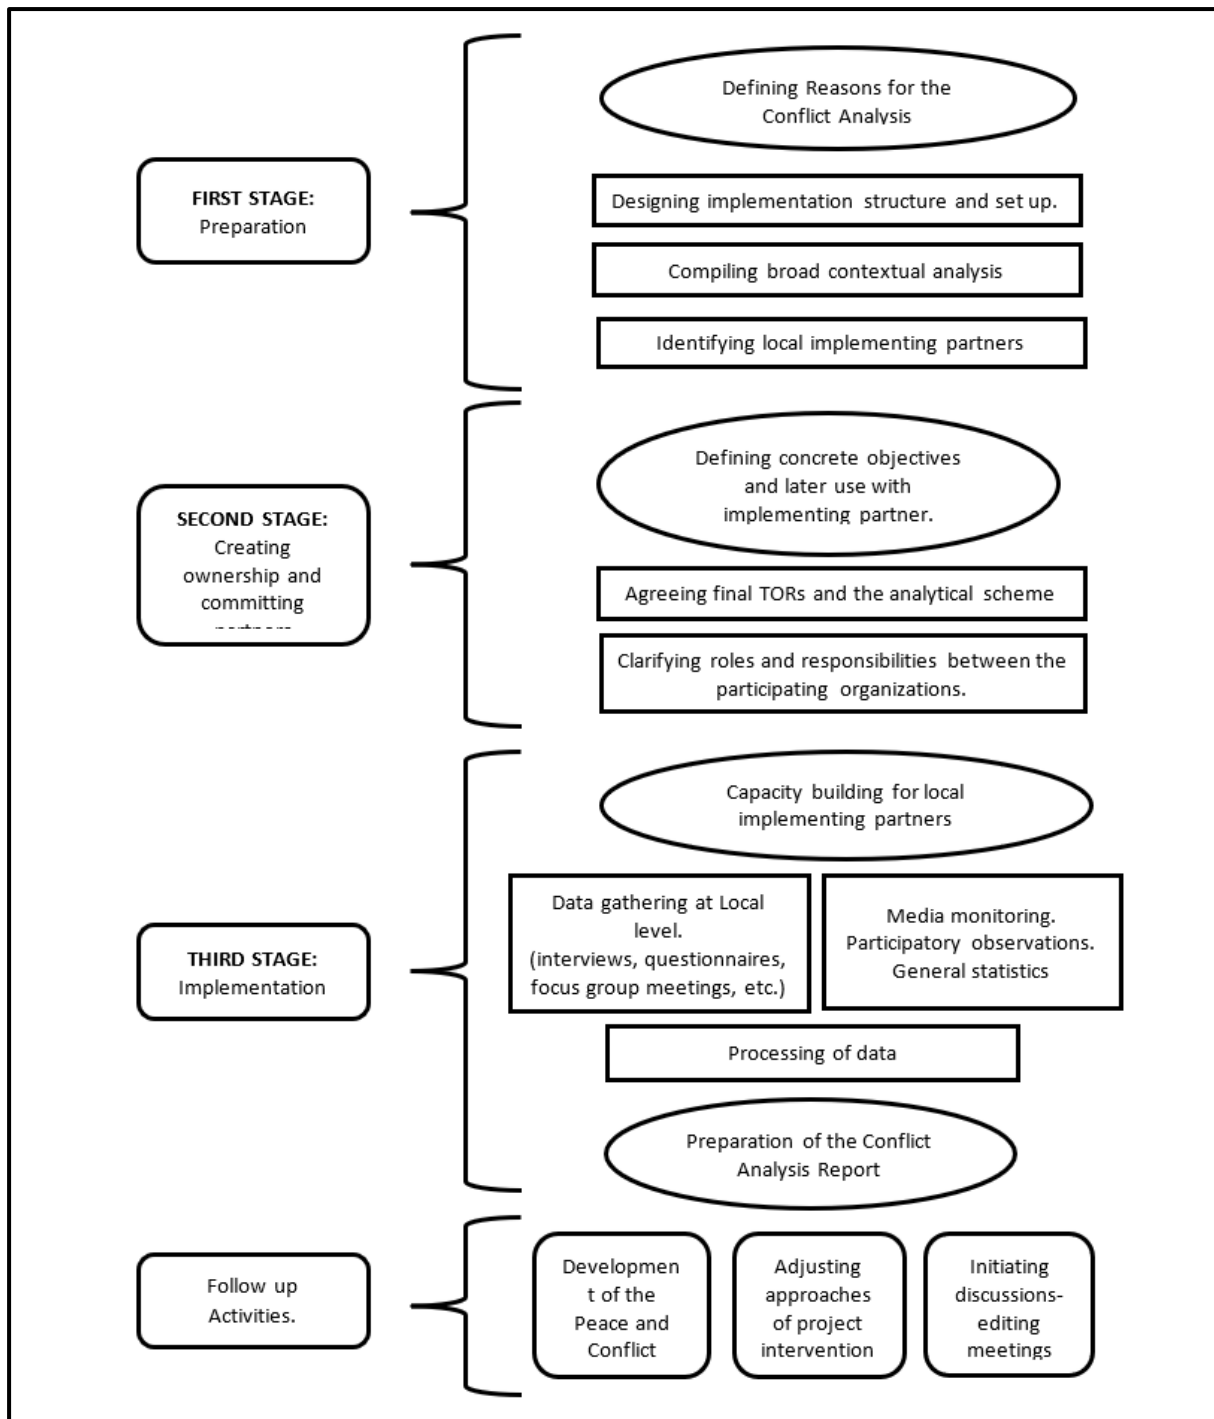 FIRST STAGE:
Preparation
Defining Reasons for the
Conflict Analysis
Designing implementation structure and set up.
Compiling broad contextual analysis
Identifying local implementing partners
SECOND STAGE:
Creating
ownership and
committing
Defining concrete objectives
and later use with
implementing partner.
Agreeing final TORs and the analytical scheme
Clarifying roles and responsibilities between the
participating organizations.
THIRD STAGE:
Implementation
Capacity building for local
implementing partners
Data gathering at Local
level.
(interviews, questionnaires,
focus group meetings, etc.)
Media monitoring.
Participatory observations.
General statistics
Processing of data
Preparation of the Conflict
Analysis Report
Follow up
Activities.
Developmen
t of the
Peace and
Conflict
Adjusting
approaches
of project
intervention
Initiating
discussions-
editing
meetings